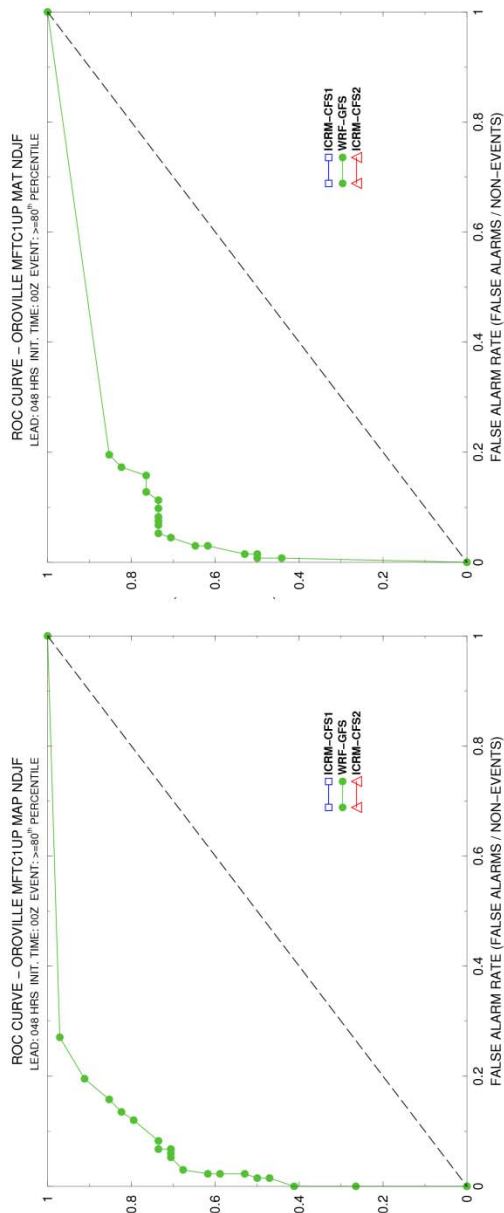 ROC CURVE – OROVILLE MFTC1UP MAP NDJF
LEAD: 048 HRS INIT. TIME: 00Z EVENT: >=80th PERCENTILE
1
0.8
0.6
0.4
0.2
0
ICRM–CFS1
WRF–GFS
ICRM–CFS2
0
0.2
0.4
0.6
0.8
1
FALSE ALARM RATE (FALSE ALARMS / NON–EVENTS)
ROC CURVE – OROVILLE MFTC1UP MAT NDJF
LEAD: 048 HRS INIT. TIME: 00Z EVENT: >=80th PERCENTILE
1
0.8
0.6
0.4
0.2
0
ICRM–CFS1
WRF–GFS
ICRM–CFS2
0
0.2
0.4
0.6
0.8
1
FALSE ALARM RATE (FALSE ALARMS / NON–EVENTS)